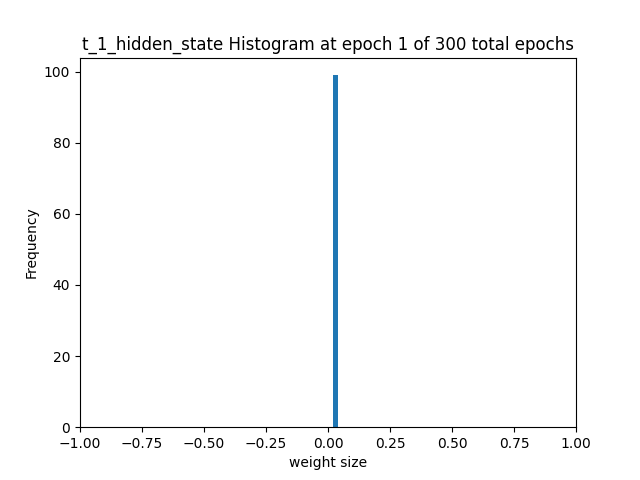 t_1_hidden_state Histogram at epoch 1 of 300 total epochs
100
80
60
40
20
0
Frequency
−1.00 −0.75 −0.50 −0.25 0.00 0.25 0.50 0.75 1.00
weight size